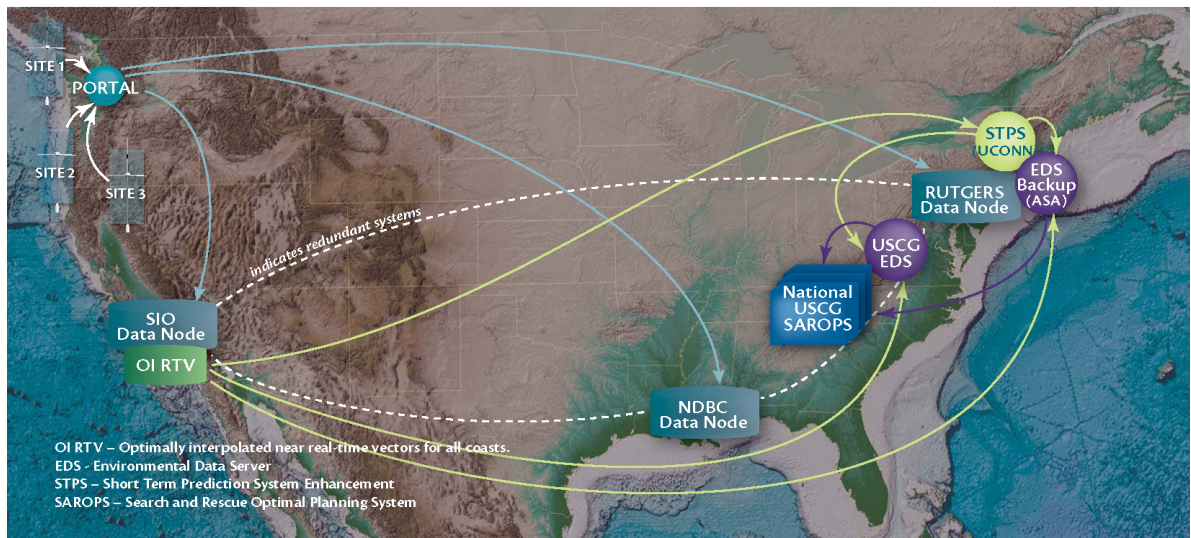 SITE 1
PORTAL
SITE 2
SITE 3
STPS
(UCONN)
EDS
Backup
(ASA)
RUTGERS
Data Node
indicates redundant systems
USCG
EDS
National
USCG
SAROPS
SIO
Data Node
OI RTV
NDBC
Data Node
OI RTV – Optimally interpolated near real-time vectors for all coasts.
EDS - Environmental Data Server
STPS – Short Term Prediction System Enhancement
SAROPS – Search and Rescue Optimal Planning System